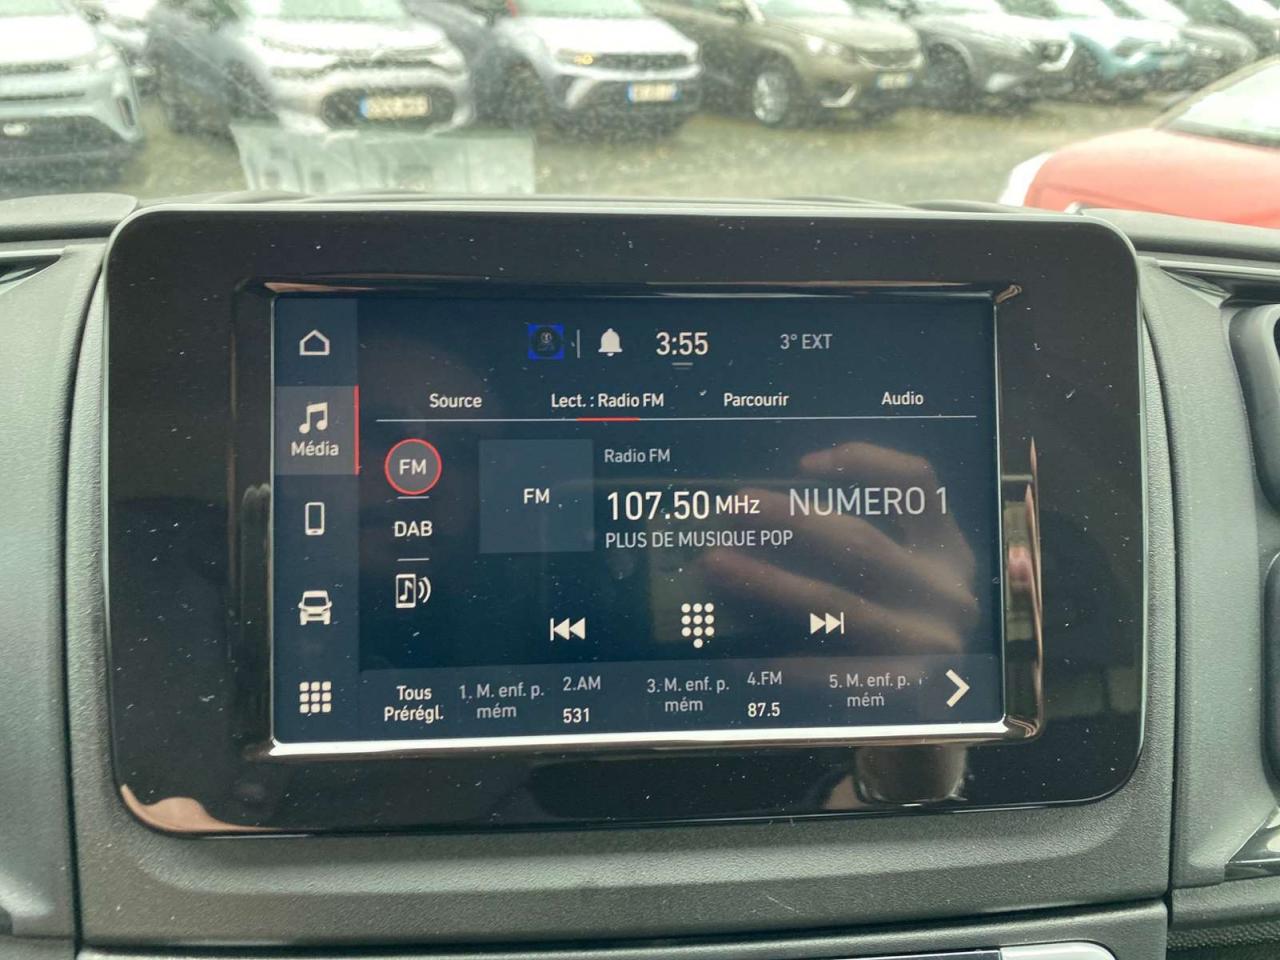 3:55
3° EXT
Source
Lect. : Radio FM
Parcourir
Audio
Média
FM
DAB
FM
Radio FM
107.50 MHz NUMERO 1
PLUS DE MUSIQUE POP
Tous
Prérégl.
1. M. enf. p.
mém
2.AM
531
3. M. enf. p.
mém
4.FM
87.5
5. M. enf. p.
mém